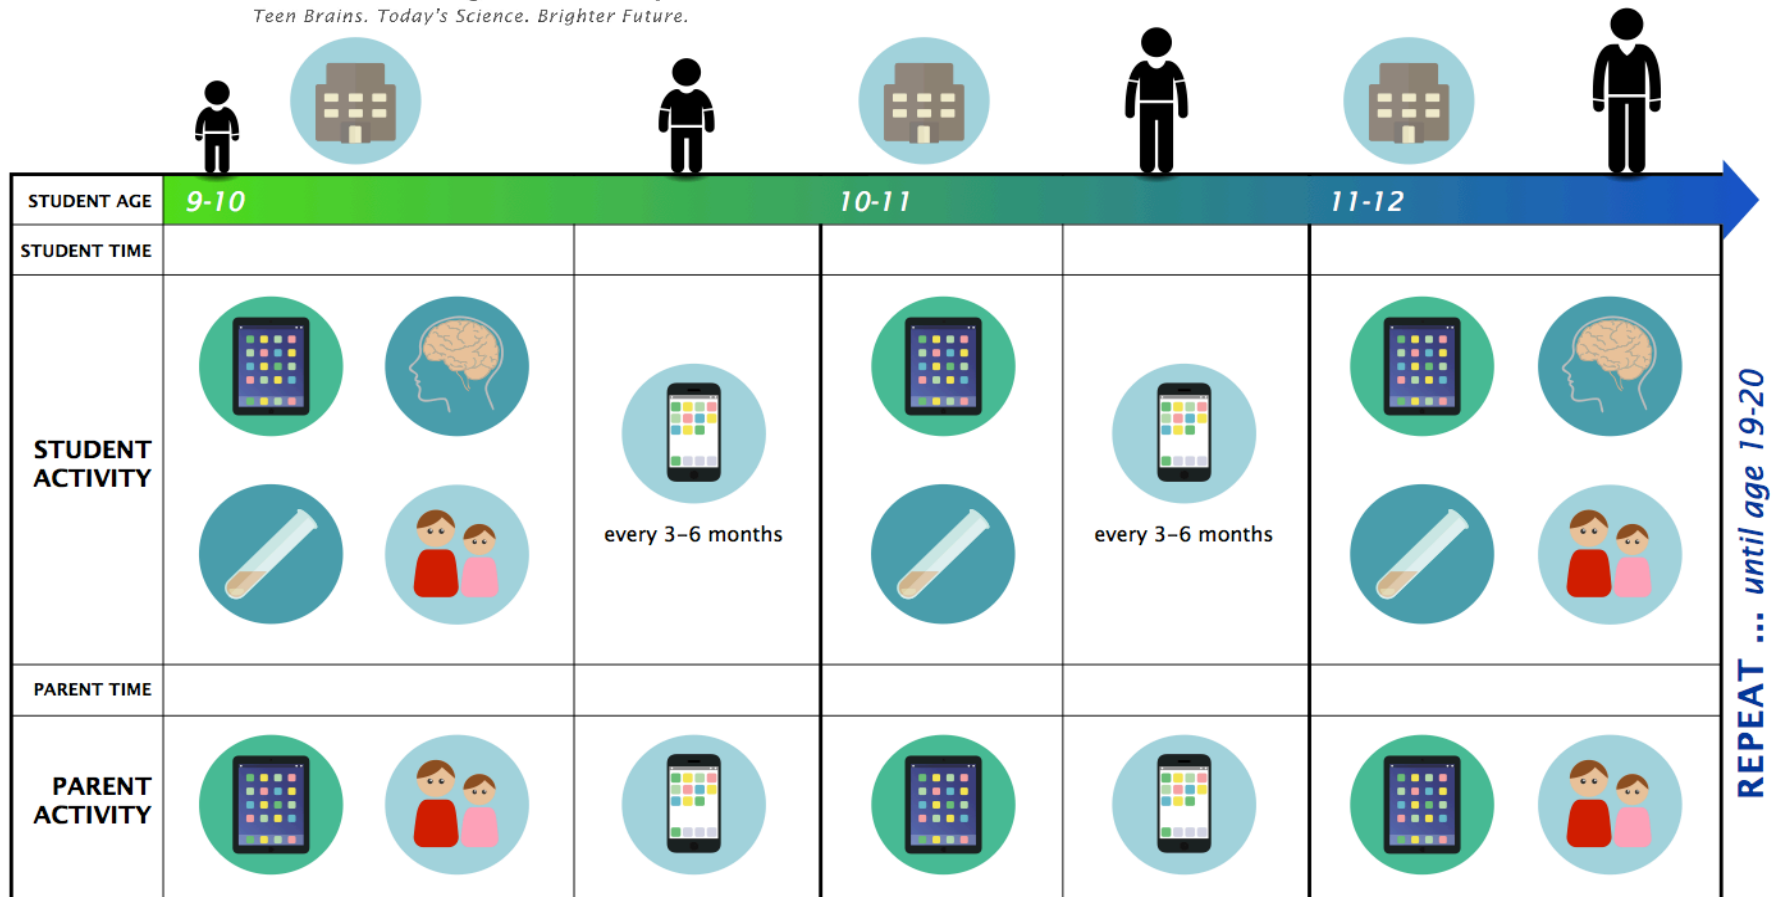 Teen Brains. Today's Science. Brighter Future.
STUDENT AGE
9-10
10-11
11-12
STUDENT TIME
STUDENT
ACTIVITY
every 3–6 months
every 3–6 months
PARENT TIME
PARENT
ACTIVITY
REPEAT ... until age 19-20